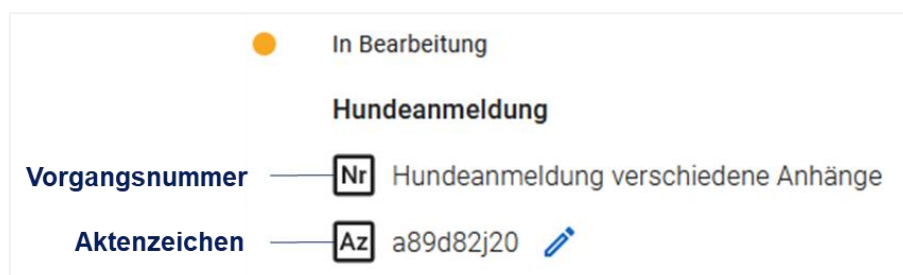 In Bearbeitung
Hundeanmeldung
Vorgangsnummer Nr Hundeanmeldung verschiedene Anhänge
Aktenzeichen Az a89d82j20